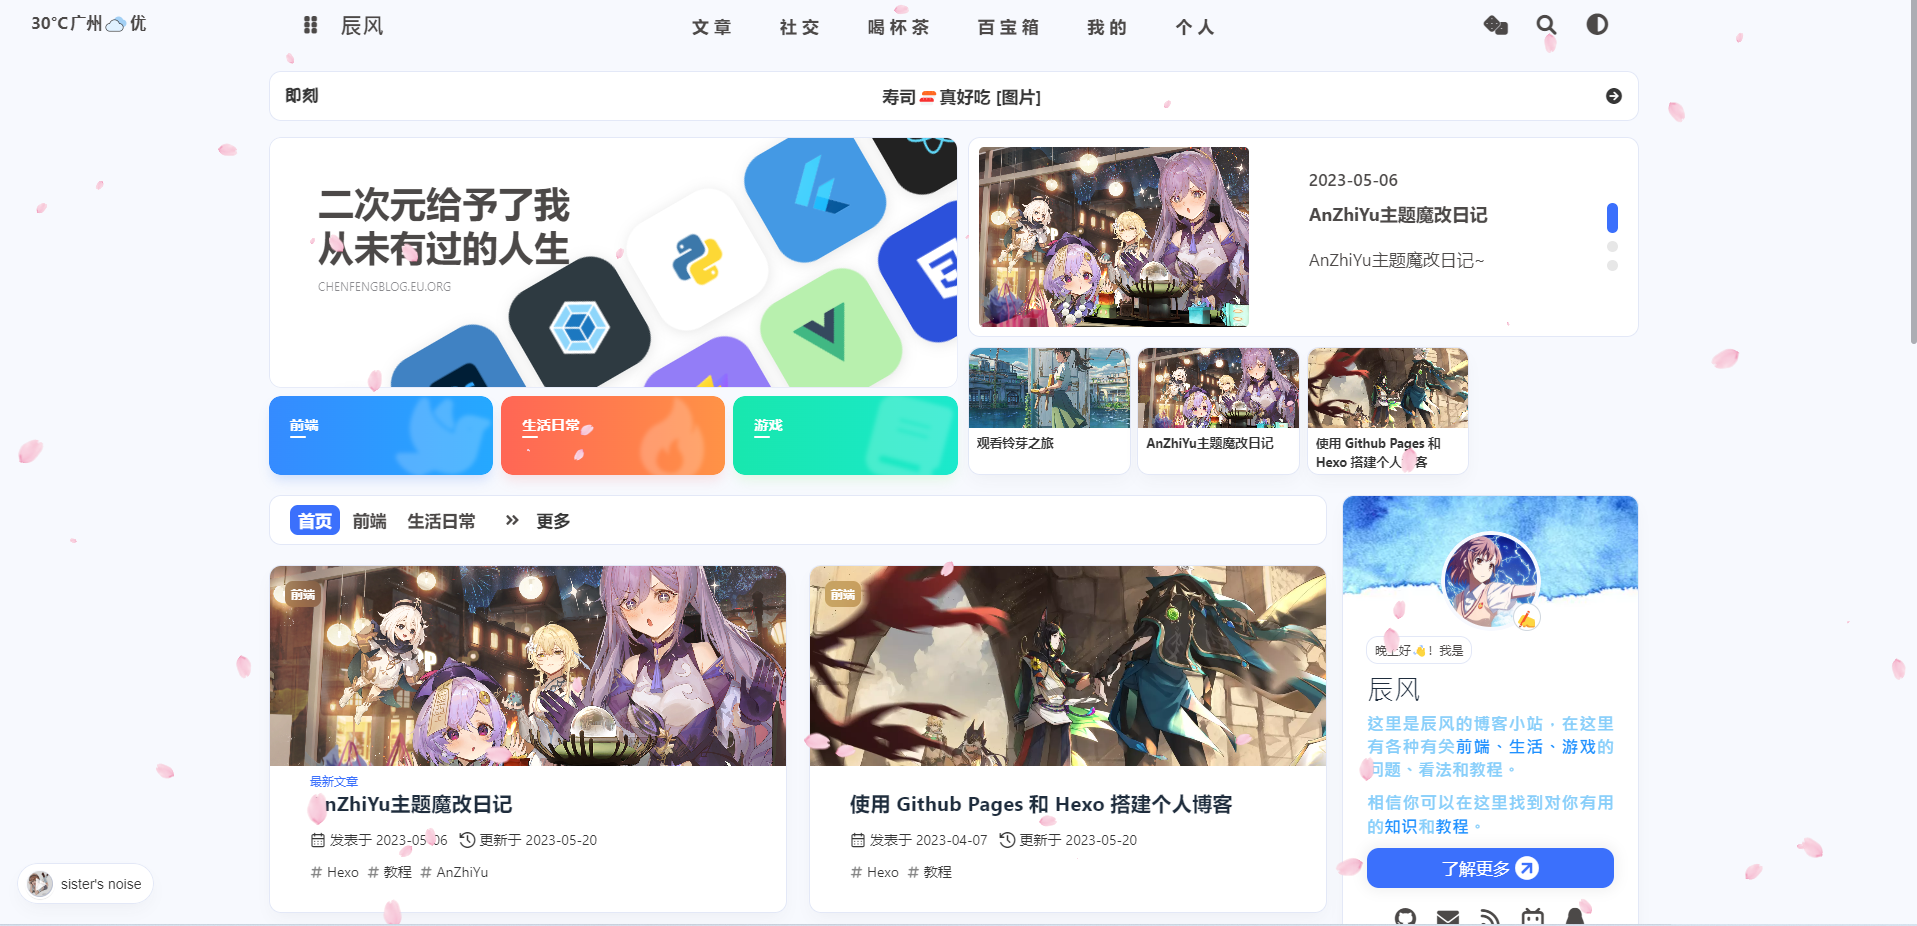 30℃广州 优
辰风
文章 社交 喝杯茶 百宝箱 我的 个人
即刻
寿司🍣真好吃 [图片]
二次元给予了我
从未有过的人生
CHENFENGBLOG.EU.ORG
2023-05-06
AnZhiYu主题魔改日记
AnZhiYu主题魔改日记~
前端
生活日常
游戏
观看铃芽之旅
AnZhiYu主题魔改日记
使用 Github Pages 和
Hexo 搭建个人 客
首页 前端 生活日常 更多
前端
最新文章
nZhiYu主题魔改日记
发表于 2023-05-06 更新于 2023-05-20
# Hexo # 教程 # AnZhiYu
前端
使用 Github Pages 和 Hexo 搭建个人博客
发表于 2023-04-07 更新于 2023-05-20
# Hexo # 教程
晚上好👋！我是
辰风
这里是辰风的博客小站，在这里
有各种有关前端、生活、游戏的
问题、看法和教程。
相信你可以在这里找到对你有用
的知识和教程。
了解更多
sister's noise